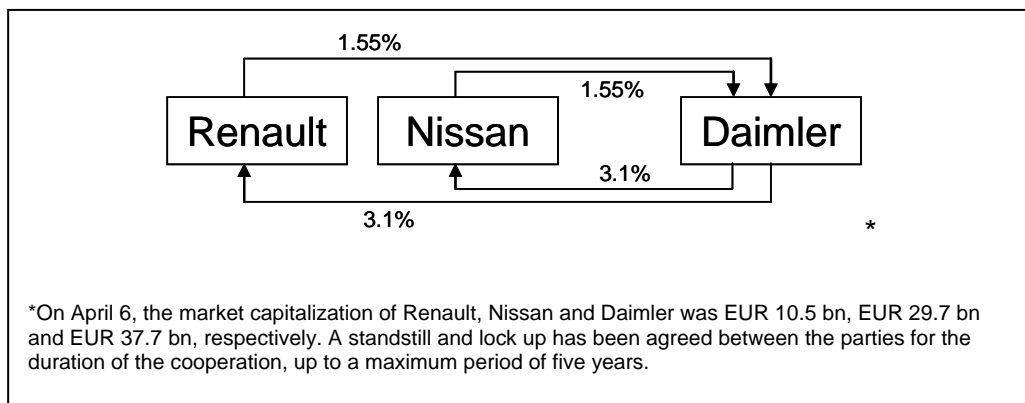 1.55%
1.55%
Renault
Nissan
Daimler
3.1%
3.1%
*
*On April 6, the market capitalization of Renault, Nissan and Daimler was EUR 10.5 bn, EUR 29.7 bn
and EUR 37.7 bn, respectively. A standstill and lock up has been agreed between the parties for the
duration of the cooperation, up to a maximum period of five years.